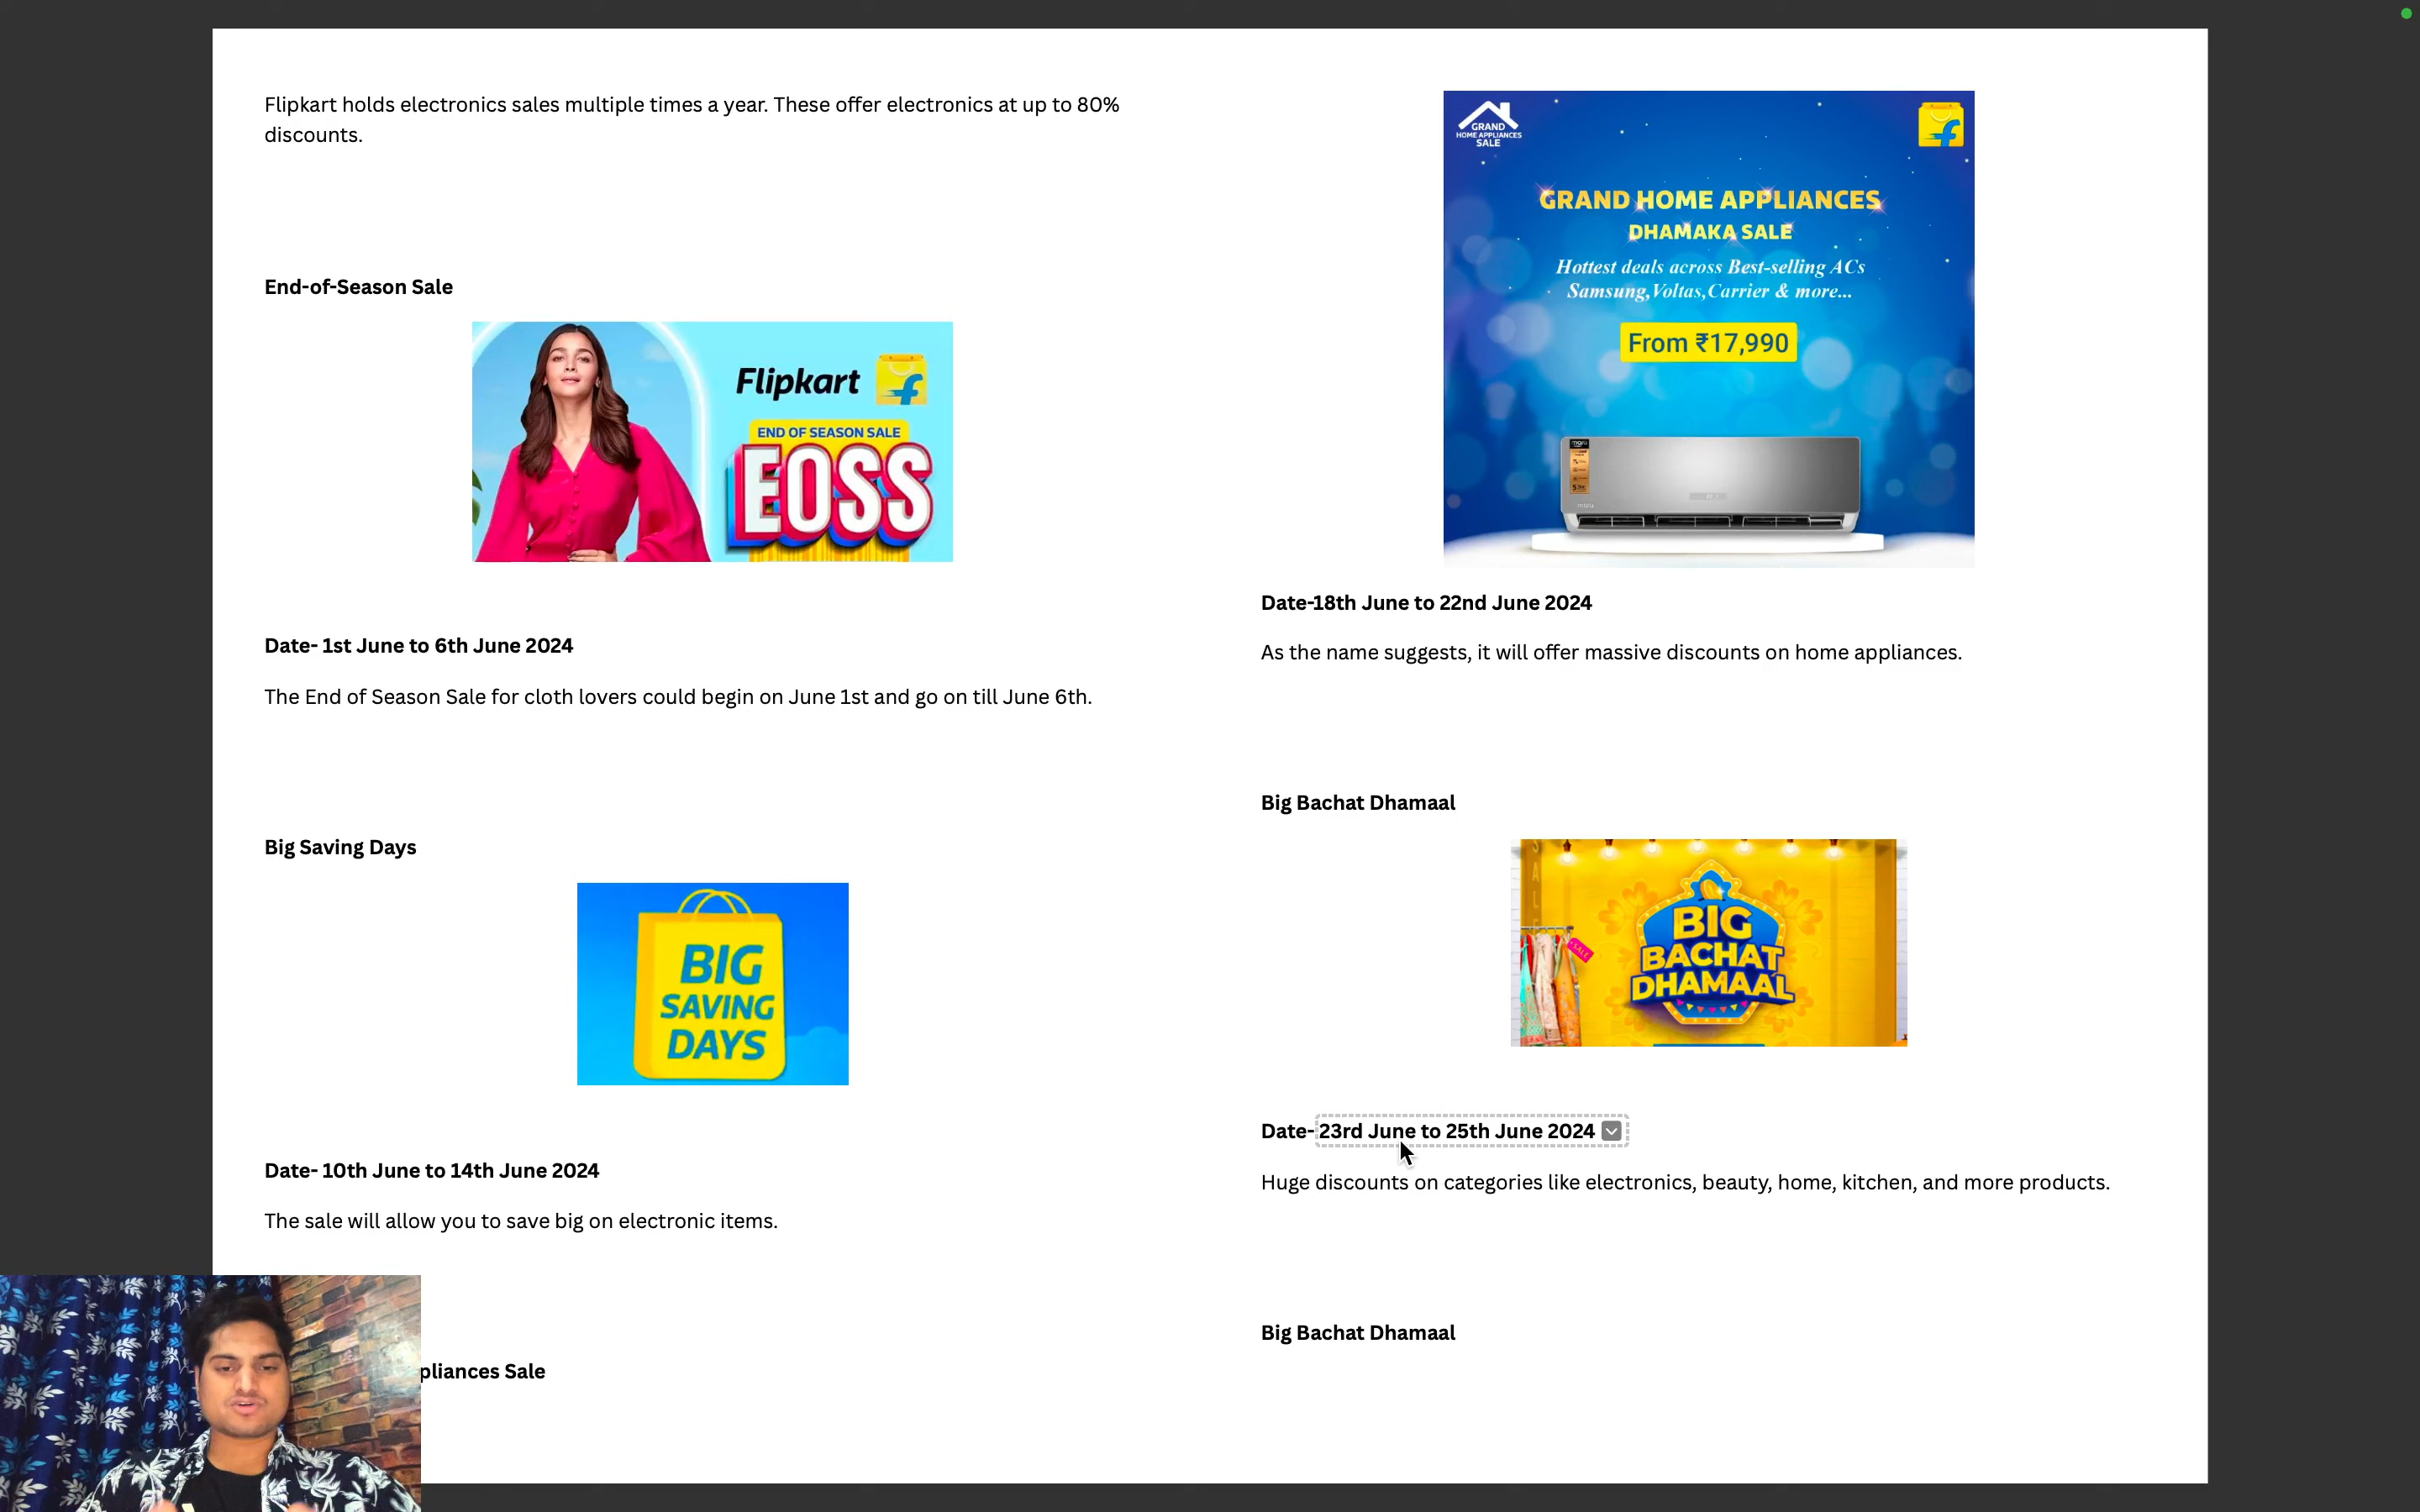 Flipkart holds electronics sales multiple times a year. These offer electronics at up to 80%
discounts.
End-of-Season Sale
Flipkart
END OF SEASON SALE
EOSS
Date- 1st June to 6th June 2024
The End of Season Sale for cloth lovers could begin on June 1st and go on till June 6th.
Big Saving Days
BIG
SAVING
DAYS
Date- 10th June to 14th June 2024
The sale will allow you to save big on electronic items.
pliances Sale
GRAND
HOME APPLIANCES
SALE
GRAND HOME APPLIANCES
DHAMAKA SALE
Hottest deals across Best-selling ACs
Samsung,Voltas,Carrier & more...
From ₹17,990
Date-18th June to 22nd June 2024
As the name suggests, it will offer massive discounts on home appliances.
Big Bachat Dhamaal
SALE
SALE
BIG
BACHAT
DHAMAAL
Date- 23rd June to 25th June 2024
Huge discounts on categories like electronics, beauty, home, kitchen, and more products.
Big Bachat Dhamaal